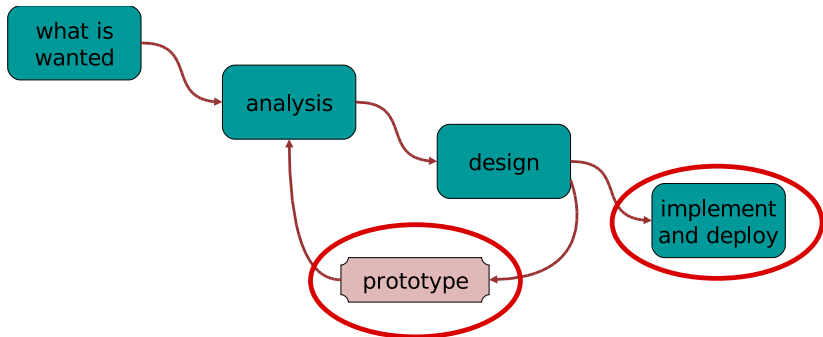 what is
wanted
analysis
design
implement
and deploy
prototype